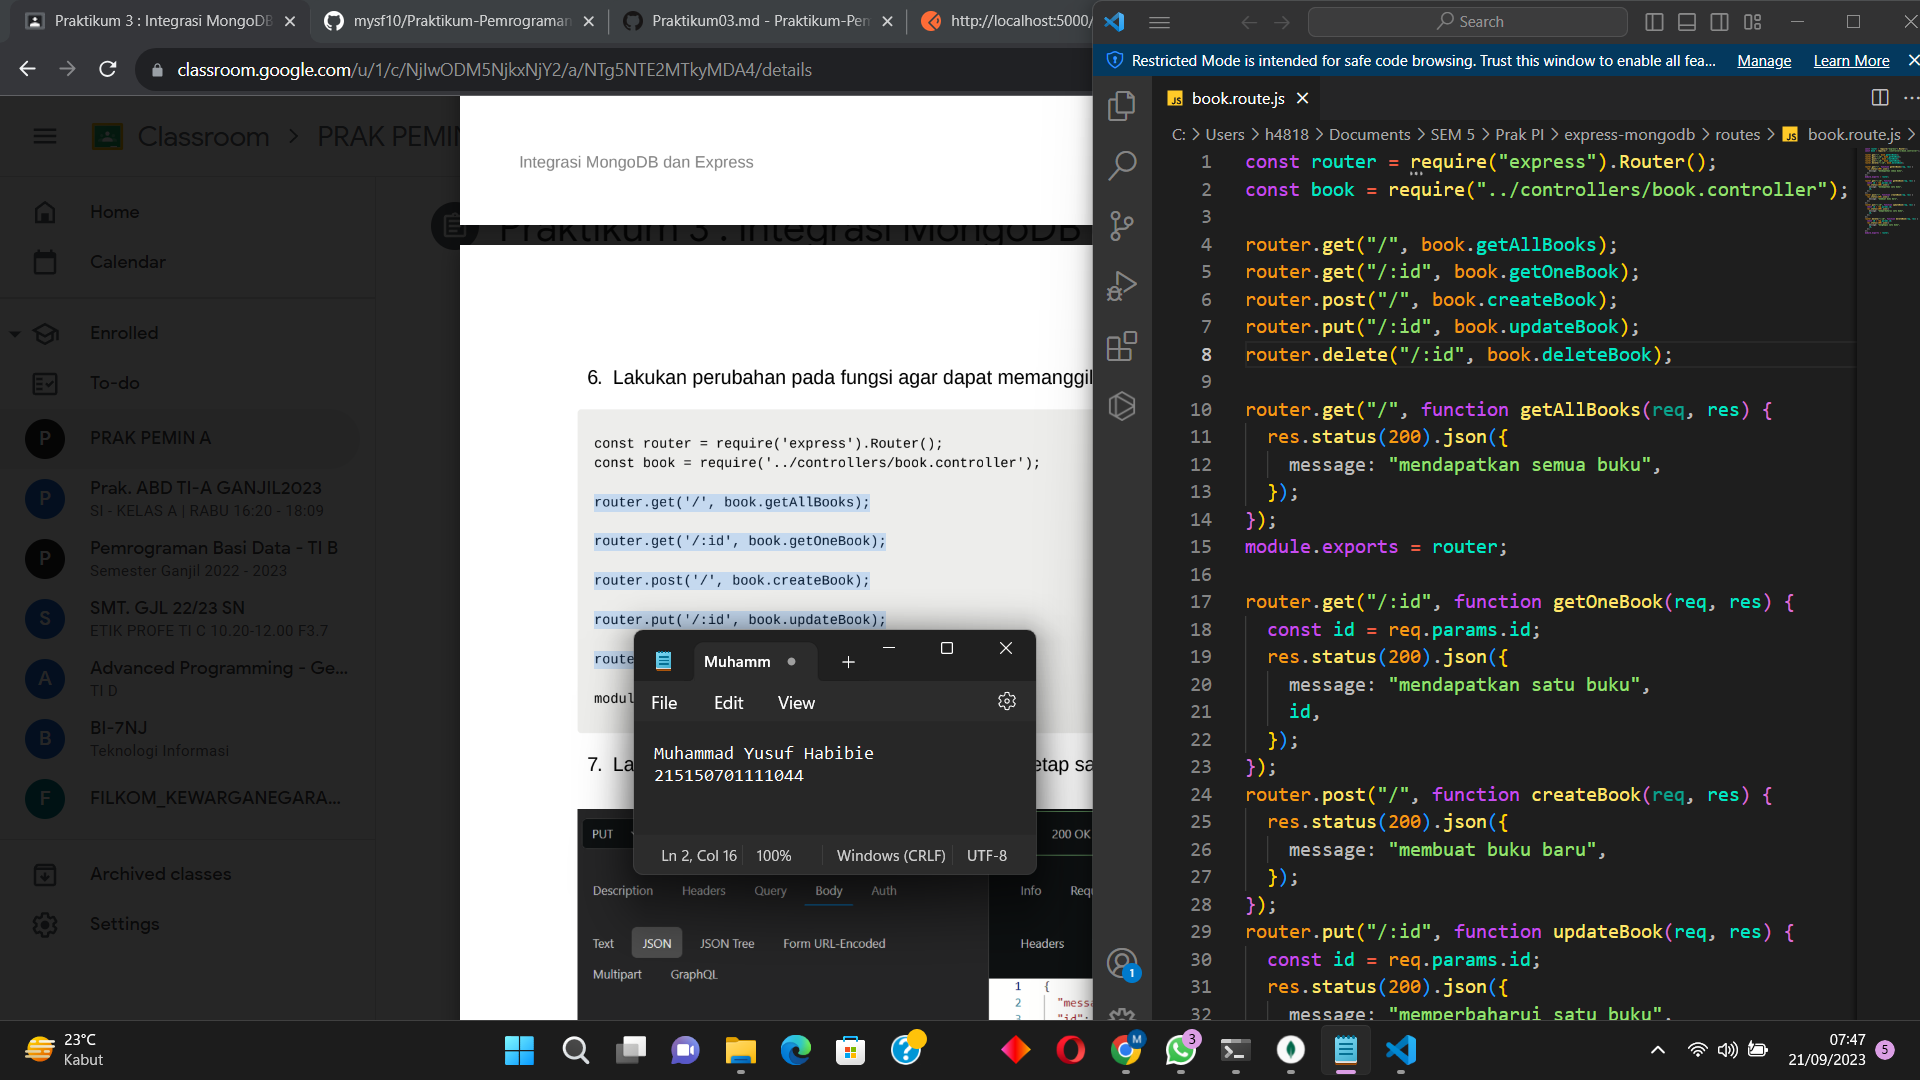 Praktikum 3 : Integrasi MongoDB
mysf10/Praktikum-Pemrograman
Praktikum03.md - Praktikum-Pem
http://localhost:5000/
classroom.google.com/u/1/c/NjIwODM5NjkxNjY2/a/NTg5NTE2MTkyMDA4/details
Classroom > PRAK PEMIN
Home
Calendar
Enrolled
To-do
P PRAK PEMIN A
P Prak. ABD TI-A GANJIL2023
SI - KELAS A | RABU 16:20 - 18:09
P Pemrograman Basi Data - TI B
Semester Ganjil 2022 - 2023
S SMT. GJL 22/23 SN
ETIK PROFE TI C 10.20-12.00 F3.7
A Advanced Programming - Ge...
TI D
B BI-7NJ
Teknologi Informasi
F FILKOM_KEWARGANEGARA...
Archived classes
Settings
Integrasi MongoDB dan Express
Praktikum 3 : Integrasi MongoDB
6. Lakukan perubahan pada fungsi agar dapat memanggil
const router = require('express').Router();
const book = require('../controllers/book.controller');
router.get('/', book.getAllBooks);
router.get('/:id', book.getOneBook);
router.post('/', book.createBook);
router.put('/:id', book.updateBook);
route
modul
7. La
etap sa
PUT
200 OK
Description Headers Query Body Auth
Info Req
Text JSON JSON Tree Form URL-Encoded
Headers
Multipart GraphQL
1 {
2 "messa
3 "id":
Muhamm
File Edit View
Muhammad Yusuf Habibie
215150701111044
Ln 2, Col 16 100% Windows (CRLF) UTF-8
Search
Restricted Mode is intended for safe code browsing. Trust this window to enable all fea... Manage Learn More
JS book.route.js
C: > Users > h4818 > Documents > SEM 5 > Prak PI > express-mongodb > routes > JS book.route.js >
1 const router = require("express").Router();
2 const book = require("../controllers/book.controller");
3
4 router.get("/", book.getAllBooks);
5 router.get("/:id", book.getOneBook);
6 router.post("/", book.createBook);
7 router.put("/:id", book.updateBook);
8 router.delete("/:id", book.deleteBook);
9
10 router.get("/", function getAllBooks(req, res) {
11 res.status(200).json({
12 message: "mendapatkan semua buku",
13 });
14 });
15 module.exports = router;
16
17 router.get("/:id", function getOneBook(req, res) {
18 const id = req.params.id;
19 res.status(200).json({
20 message: "mendapatkan satu buku",
21 id,
22 });
23 });
24 router.post("/", function createBook(req, res) {
25 res.status(200).json({
26 message: "membuat buku baru",
27 });
28 });
29 router.put("/:id", function updateBook(req, res) {
30 const id = req.params.id;
31 res.status(200).json({
32 message: "memperbaharui satu buku",
1
23°C
Kabut
M
3
07:47
21/09/2023
5